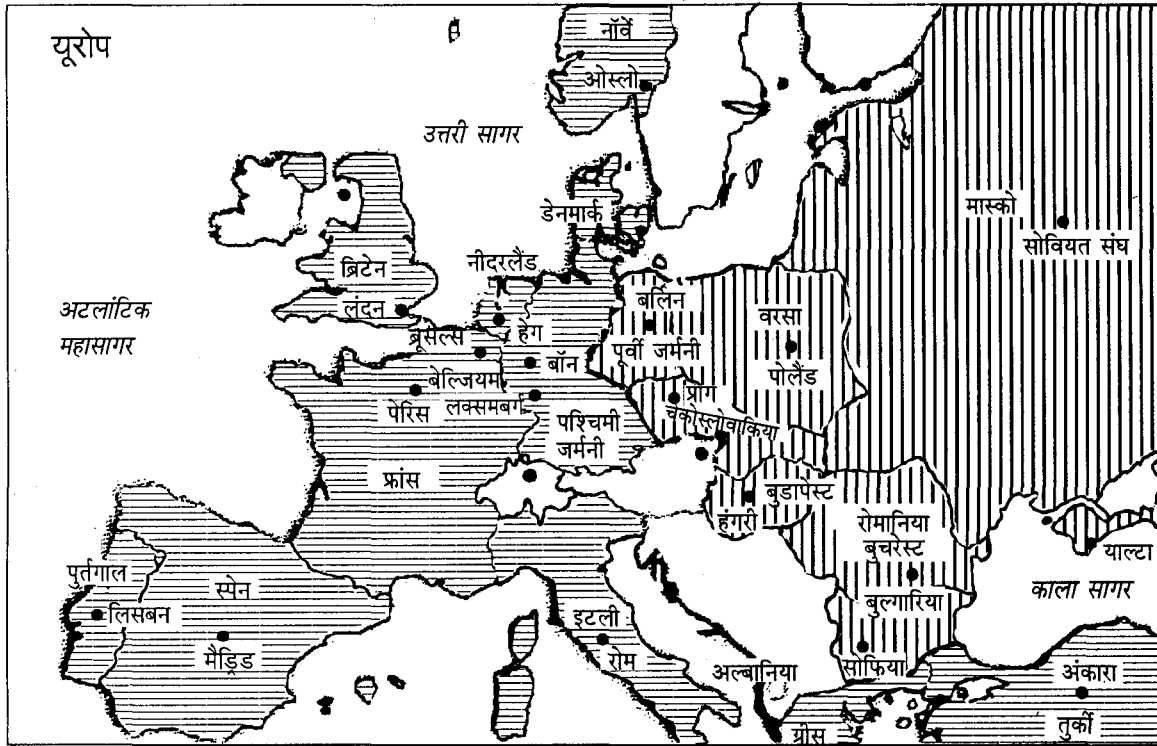 यूरोप
नॉर्वे
ओस्लो
उत्तरी सागर
डेनमार्क
मास्को
सोवियत संघ
ब्रिटेन
नीदरलैंड
अटलांटिक
महासागर
लंदन
हेग
बर्लिन
पूर्वी जर्मनी
वरसा
पोलैंड
ब्रूसेल्स
बॉन
बेल्जियम
पेरिस
लक्समबर्ग
प्राग
चेकोस्लोवाकिया
पश्चिमी
जर्मनी
फ्रांस
बुडापेस्ट
हंगरी
रोमानिया
बुचरेस्ट
याल्टा
काला सागर
पुर्तगाल
लिसबन
स्पेन
मैड्रिड
इटली
रोम
बुल्गारिया
सोफिया
अल्बानिया
अंकारा
तुर्की
ग्रीस